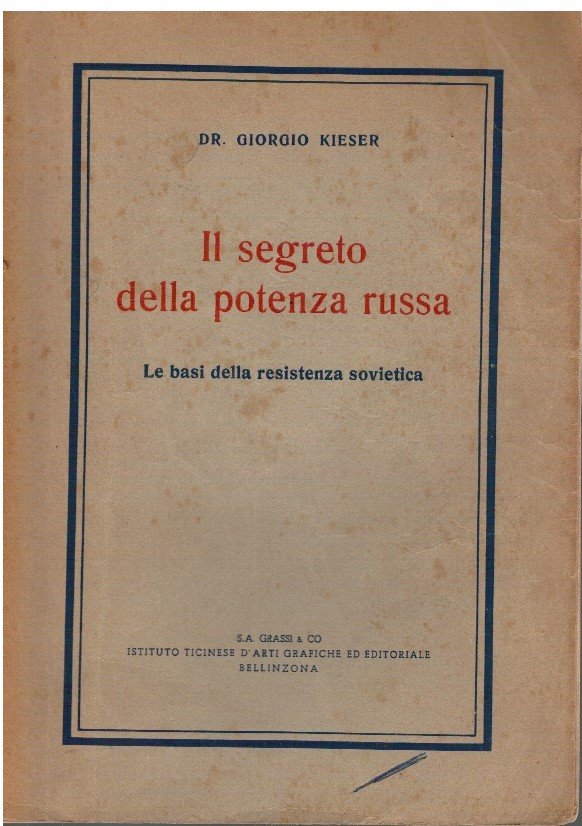 DR. GIORGIO KIESER
Il segreto
della potenza russa
Le basi della resistenza sovietica
S.A. GRASSI & CO
ISTITUTO TICINESE D'ARTI GRAFICHE ED EDITORIALE
BELLINZONA